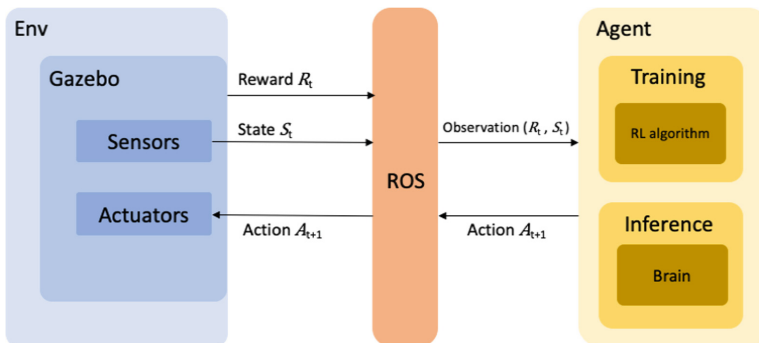 Env
Gazebo
Sensors
Actuators
Reward Rt
State St
Action At+1
ROS
Observation (Rt , St)
Action At+1
Agent
Training
RL algorithm
Inference
Brain